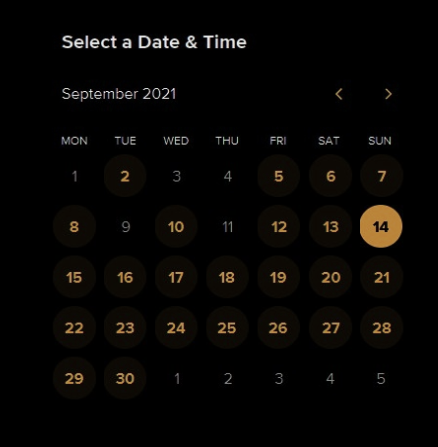 Select a Date & Time
September 2021
MON TUE WED THU FRI SAT SUN
1 2 3 4 5 6 7
8 9 10 11 12 13 14
15 16 17 18 19 20 21
22 23 24 25 26 27 28
29 30 1 2 3 4 5